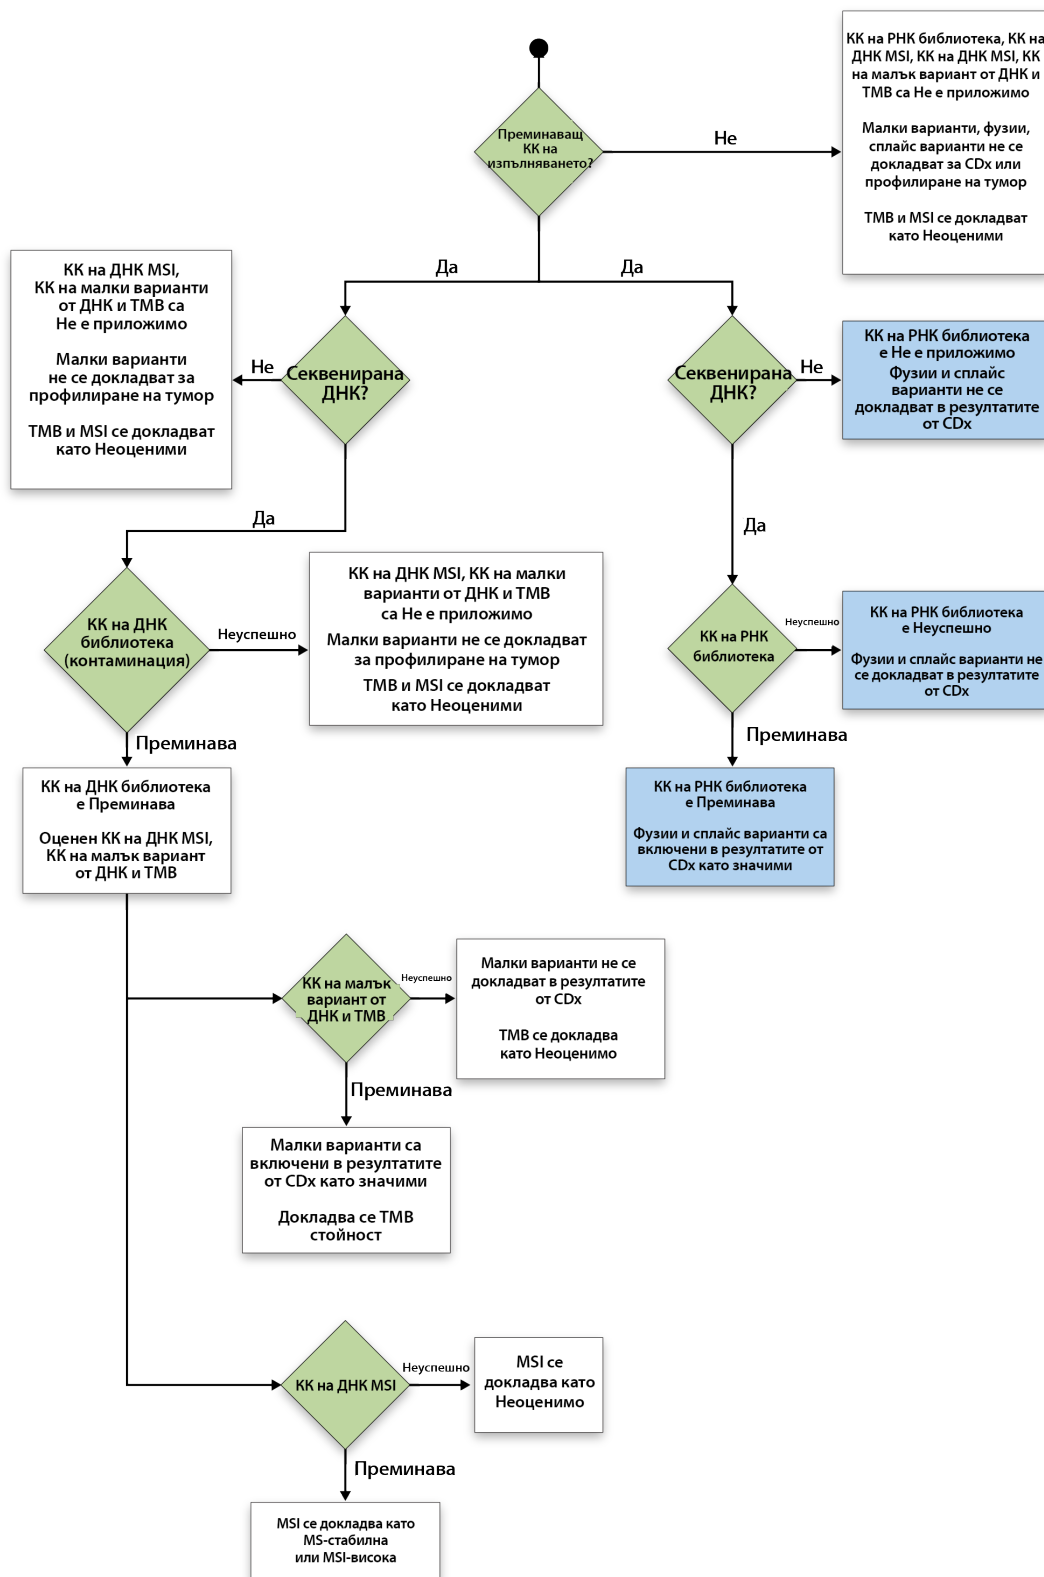 КК на РНК библиотека, КК на
ДНК MSI, КК на ДНК MSI, КК
на малък вариант от ДНК и
TMB са Не е приложимо
Малки варианти, фузии,
сплайс варианти не се
докладват за CDx или
профилиране на тумор
TMB и MSI се докладват
като Неоценими
Преминаващ
КК на
изпълняването?
Не
Да
Да
КК на ДНК MSI,
КК на малки варианти
от ДНК и TMB са
Не е приложимо
Малки варианти
не се докладват за
профилиране на тумор
TMB и MSI се докладват
като Неоценими
Не
Секвенирана
ДНК?
Секвенирана
ДНК?
Не
КК на РНК библиотека
е Не е приложимо
Фузии и сплайс
варианти не се
докладват в резултатите
от CDx
Да
Да
КК на ДНК
библиотека
(контаминация)
Неуспешно
КК на ДНК MSI, КК на малки
варианти от ДНК и TMB
са Не е приложимо
Малки варианти не се докладват
за профилиране на тумор
TMB и MSI се докладват
като Неоценими
КК на РНК
библиотека
Неуспешно
КК на РНК библиотека
е Неуспешно
Фузии и сплайс варианти не
се докладват в резултатите
от CDx
Преминава
Преминава
КК на ДНК библиотека
е Преминава
Оценен КК на ДНК MSI,
КК на малък вариант
от ДНК и TMB
КК на РНК библиотека
е Преминава
Фузии и сплайс варианти са
включени в резултатите от
CDx като значими
КК на малък
вариант от
ДНК и TMB
Неуспешно
Малки варианти не се
докладват в резултатите
от CDx
TMB се докладва
като Неоценимо
Преминава
Малки варианти са
включени в резултатите
от CDx като значими
Докладва се TMB
стойност
КК на ДНК MSI
Неуспешно
MSI се
докладва като
Неоценимо
Преминава
MSI се докладва като
MS-стабилна
или MSI-висока